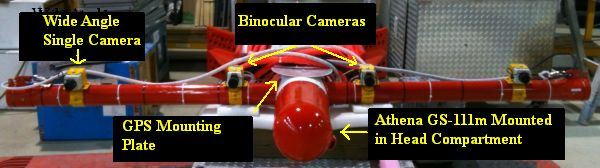 Wide Angle
Single Camera
Binocular Cameras
GPS Mounting
Plate
Athena GS-111m Mounted
in Head Compartment